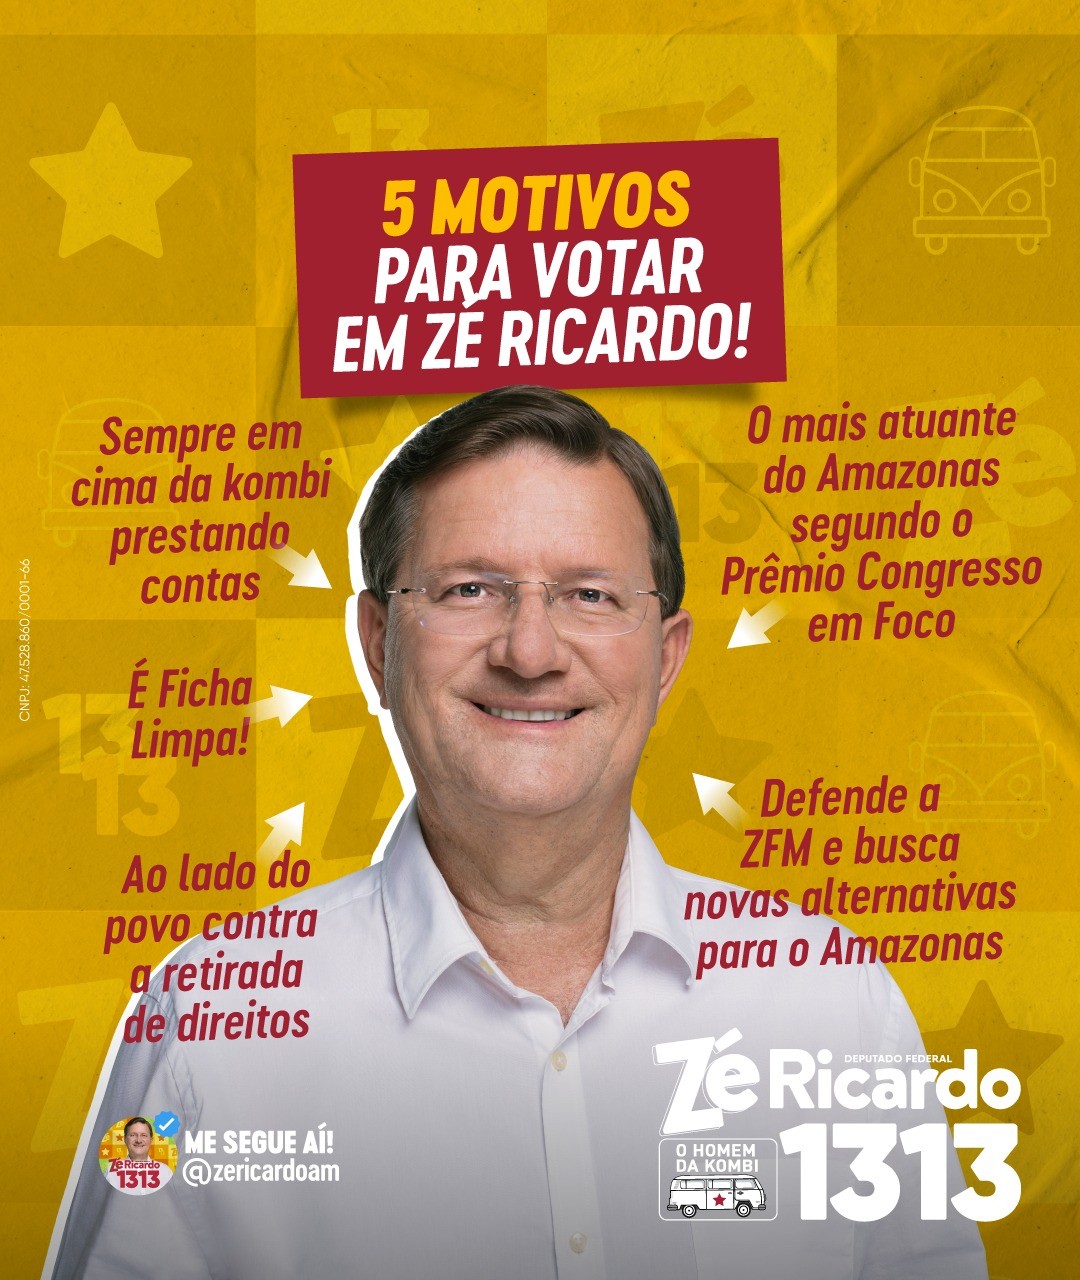 5 MOTIVOS
PARA VOTAR
EM ZÉ RICARDO!
Sempre em
cima da kombi
prestando
contas
É Ficha
Limpa!
Ao lado do
povo contra
a retirada
de direitos
O mais atuante
do Amazonas
segundo o
Prêmio Congresso
em Foco
Defende a
ZFM e busca
novas alternativas
para o Amazonas
CNPJ: 47.528.860/0001-66
Zé Ricardo
1313
ME SEGUE AÍ!
@zericardoam
DEPUTADO FEDERAL
Zé Ricardo
O HOMEM
DA KOMBI
1313